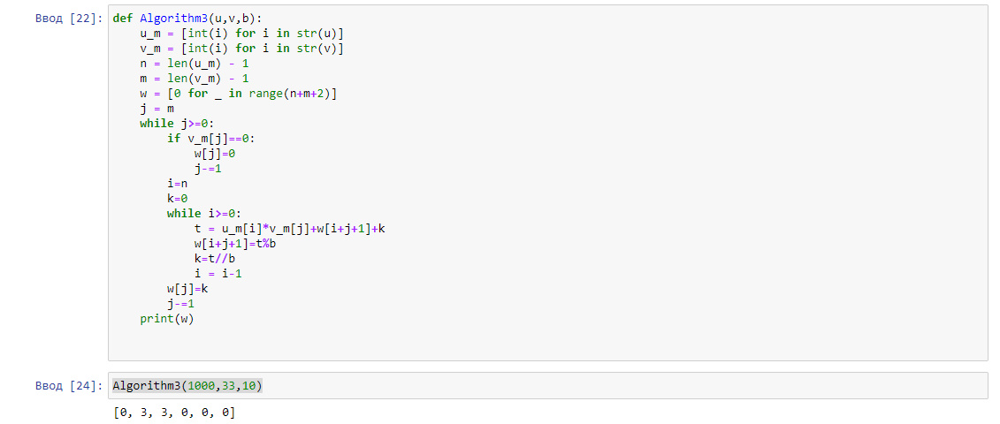 Ввод [22]: def Algorithm3(u,v,b):
    u_m = [int(i) for i in str(u)]
    v_m = [int(i) for i in str(v)]
    n = len(u_m) - 1
    m = len(v_m) - 1
    w = [0 for _ in range(n+m+2)]
    j = m
    while j>=0:
        if v_m[j]==0:
            w[j]=0
            j-=1
        i=n
        k=0
        while i>=0:
            t = u_m[i]*v_m[j]+w[i+j+1]+k
            w[i+j+1]=t%b
            k=t//b
            i = i-1
        w[j]=k
        j-=1
    print(w)
Ввод [24]: Algorithm3(1000,33,10)
[0, 3, 3, 0, 0, 0]